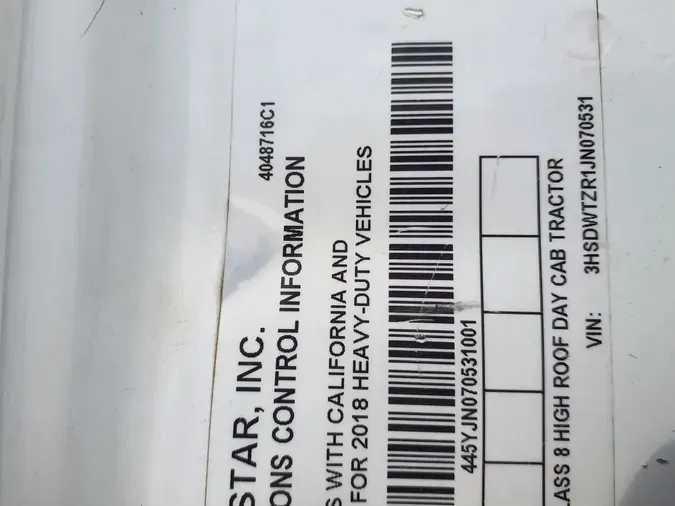 4048716C1
STAR, INC.
ONS CONTROL INFORMATION
S WITH CALIFORNIA AND
FOR 2018 HEAVY-DUTY VEHICLES
445YJN070531001
LASS 8 HIGH ROOF DAY CAB TRACTOR
VIN: 3HSDWTZR1JN070531